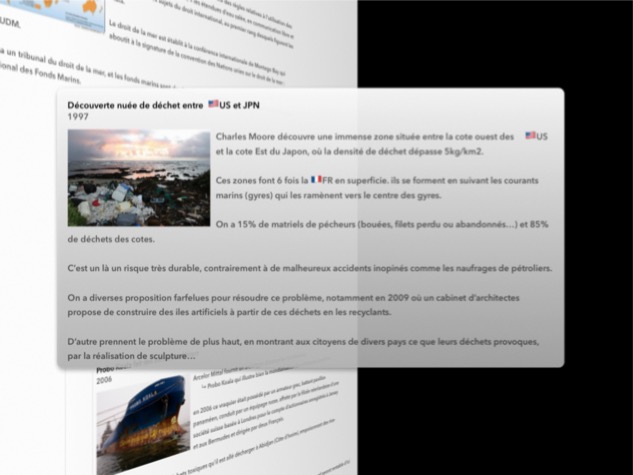 UDM.
Le droit de la mer est établit à la conférence internationale de Montego Bay qui
aboutit à la signature de la convention des Nations unies sur le droit de la mer
a un tribunal du droit de la mer, et les fonds marins
ional des Fonds Marins.
Découverte nuée de déchet entre US et JPN
1997
Charles Moore découvre une immense zone située entre la cote ouest des US
et la cote Est du Japon, où la densité de déchet dépasse 5kg/km2.
Ces zones font 6 fois la FR en superficie. ils se forment en suivant les courants
marins (gyres) qui les ramènent vers le centre des gyres.
On a 15% de matriels de pécheurs (bouées, filets perdu ou abandonnés...) et 85%
de déchets des cotes.
C'est un là un risque très durable, contrairement à de malheureux accidents inopinés comme les naufrages de pétroliers.
On a diverses proposition farfelues pour résoudre ce problème, notamment en 2009 où un cabinet d'architectes
propose de construire des iles artificiels à partir de ces déchets en les recyclants.
D'autre prennent le problème de plus haut, en montrant aux citoyens de divers pays ce que leurs déchets provoques,
par la réalisation de sculpture...
Probo
2006